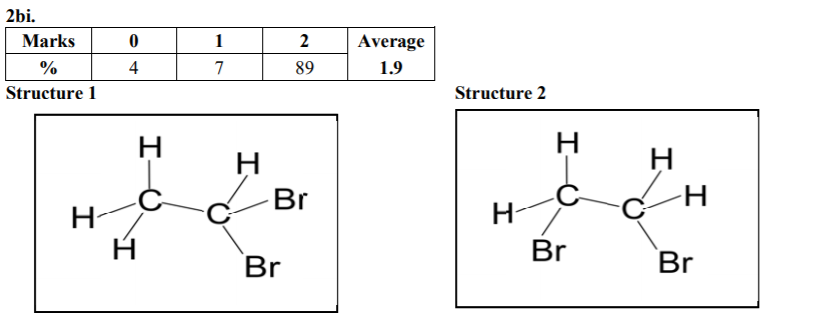 2bi.
Marks 0 1 2 Average
% 4 7 89 1.9
Structure 1 Structure 2
H
H
H C C Br
H
Br
H
H
H C C H
Br
Br